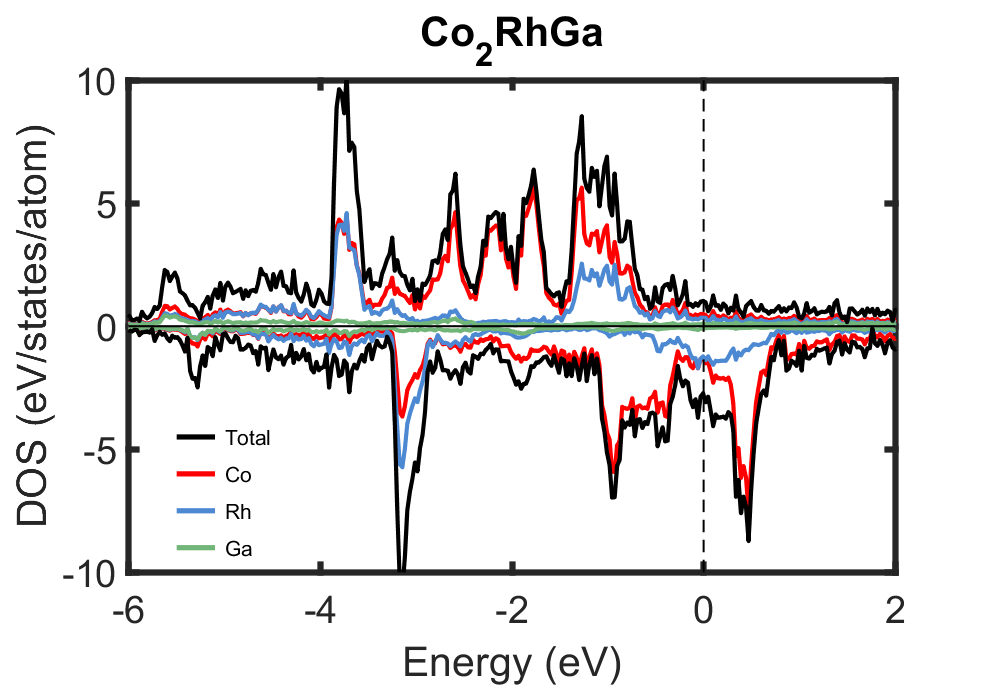 Co₂RhGa
DOS (eV/states/atom)
10
5
0
-5
-10
Total
Co
Rh
Ga
-6 -4 -2 0 2
Energy (eV)